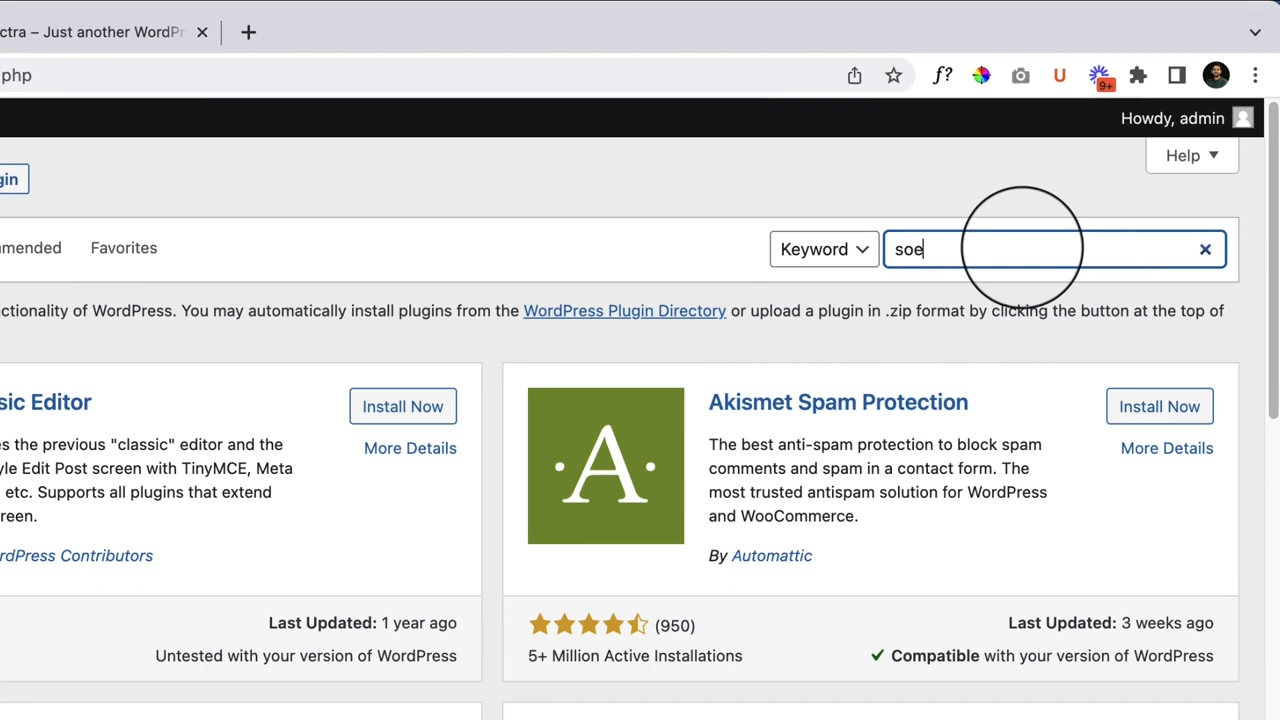 ctra – Just another WordPr
php
f?
U
9+
Howdy, admin
Help
gin
mmended
Favorites
Keyword
soe
ctionality of WordPress. You may automatically install plugins from the WordPress Plugin Directory or upload a plugin in .zip format by clicking the button at the top of
sic Editor
Install Now
More Details
es the previous "classic" editor and the
yle Edit Post screen with TinyMCE, Meta
etc. Supports all plugins that extend
reen.
rdPress Contributors
Last Updated: 1 year ago
Untested with your version of WordPress
A
Akismet Spam Protection
Install Now
More Details
The best anti-spam protection to block spam
comments and spam in a contact form. The
most trusted antispam solution for WordPress
and WooCommerce.
By Automattic
(950)
Last Updated: 3 weeks ago
5+ Million Active Installations
Compatible with your version of WordPress